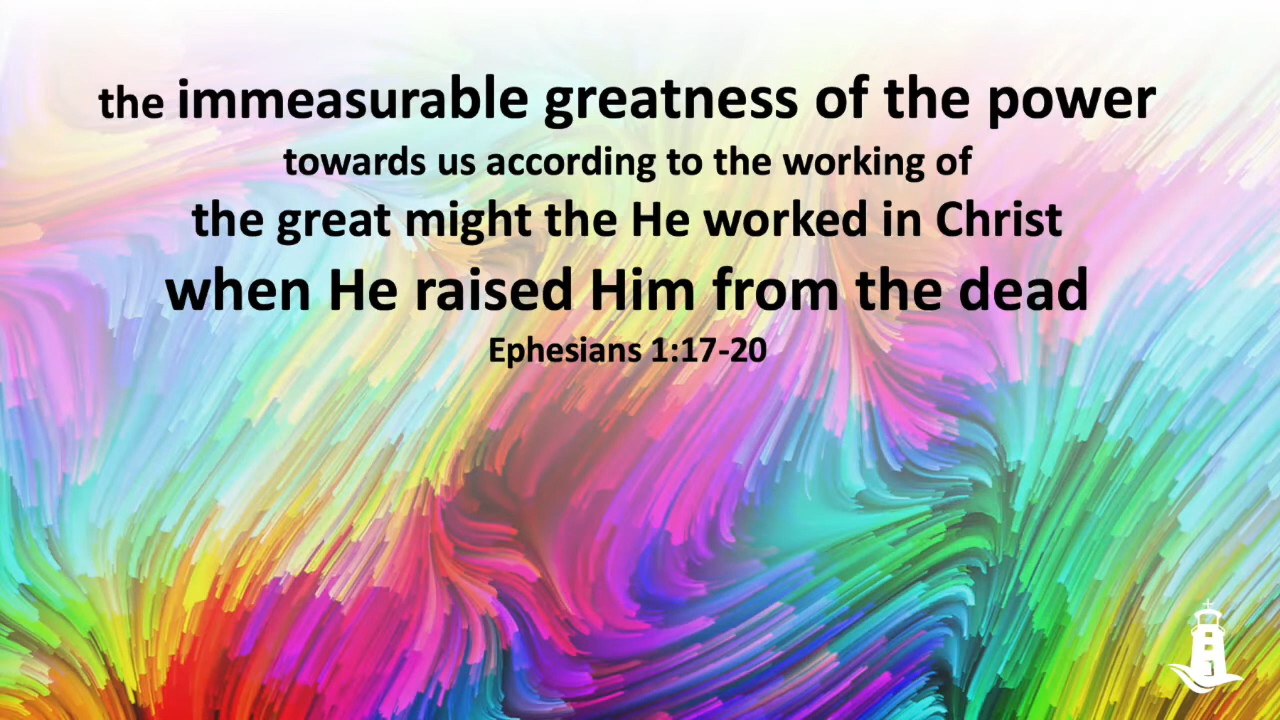 the immeasurable greatness of the power
towards us according to the working of
the great might the He worked in Christ
when He raised Him from the dead
Ephesians 1:17-20